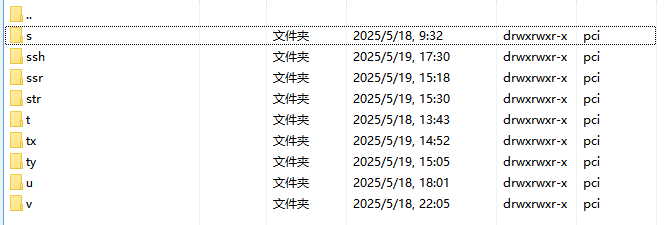 ..
s 文件夹 2025/5/18, 9:32 drwxrwxr-x pci
ssh 文件夹 2025/5/19, 17:30 drwxrwxr-x pci
ssr 文件夹 2025/5/19, 15:18 drwxrwxr-x pci
str 文件夹 2025/5/19, 15:30 drwxrwxr-x pci
t 文件夹 2025/5/18, 13:43 drwxrwxr-x pci
tx 文件夹 2025/5/19, 14:52 drwxrwxr-x pci
ty 文件夹 2025/5/19, 15:05 drwxrwxr-x pci
u 文件夹 2025/5/18, 18:01 drwxrwxr-x pci
v 文件夹 2025/5/18, 22:05 drwxrwxr-x pci